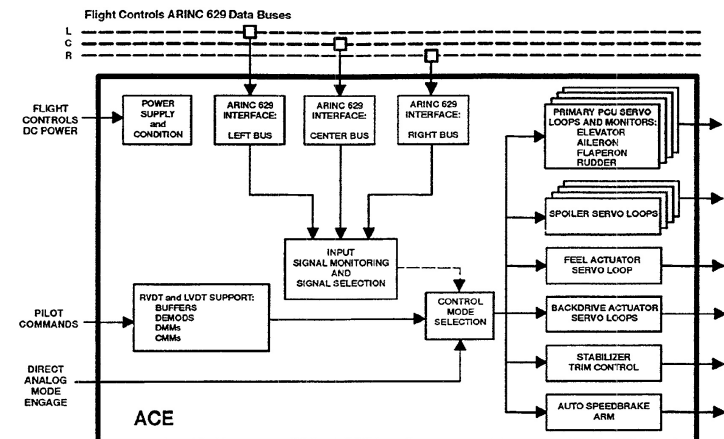 Flight Controls ARINC 629 Data Buses
L
C
R
FLIGHT
CONTROLS
DC POWER
POWER
SUPPLY
and
CONDITION
ARINC 629
INTERFACE:
LEFT BUS
ARINC 629
INTERFACE:
CENTER BUS
ARINC 629
INTERFACE:
RIGHT BUS
PRIMARY PCU SERVO
LOOPS AND MONITORS:
ELEVATOR
AILERON
FLAPERON
RUDDER
SPOILER SERVO LOOPS
INPUT
SIGNAL MONITORING
AND
SIGNAL SELECTION
FEEL ACTUATOR
SERVO LOOP
PILOT
COMMANDS
RVDT and LVDT SUPPORT:
BUFFERS
DEMODS
DMMs
CMMs
CONTROL
MODE
SELECTION
BACKDRIVE ACTUATOR
SERVO LOOPS
STABILIZER
TRIM CONTROL
DIRECT
ANALOG
MODE
ENGAGE
AUTO SPEEDBRAKE
ARM
ACE